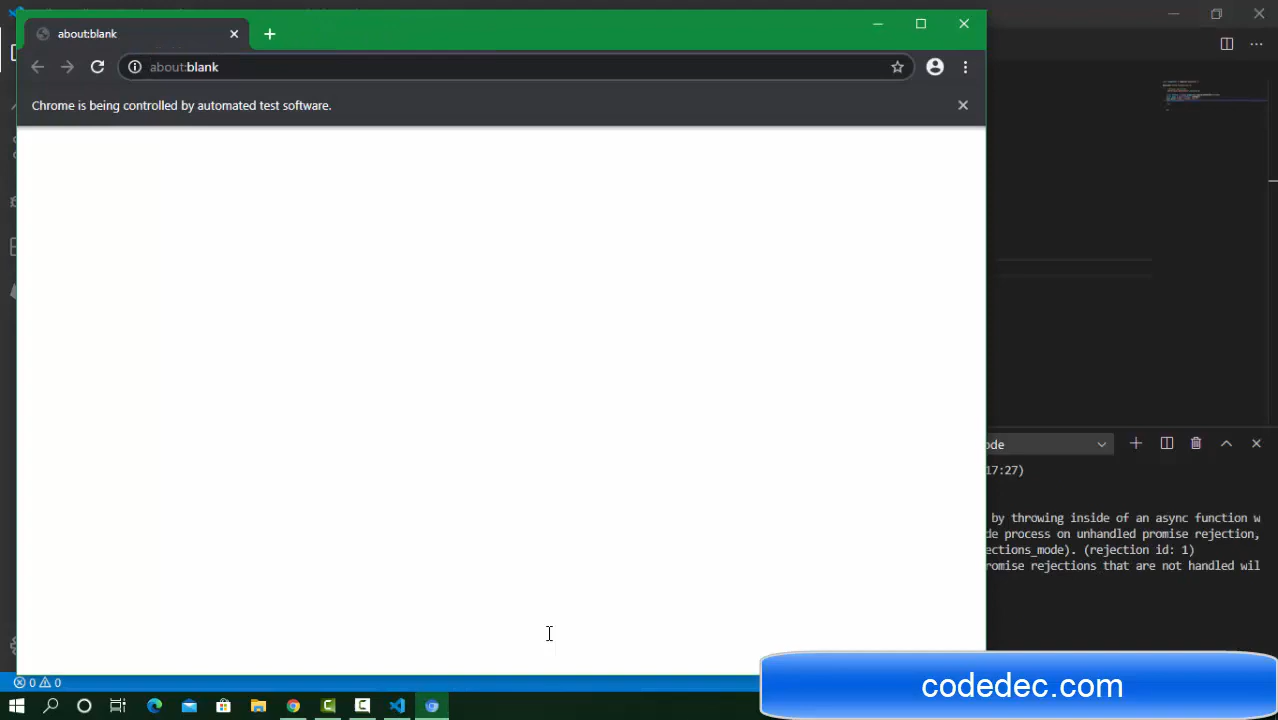 about:blank
about:blank
Chrome is being controlled by automated test software.
ode
17:27)
by throwing inside of an async function w
de process on unhandled promise rejection,
ections_mode). (rejection id: 1)
romise rejections that are not handled wil
0 0
codedec.com